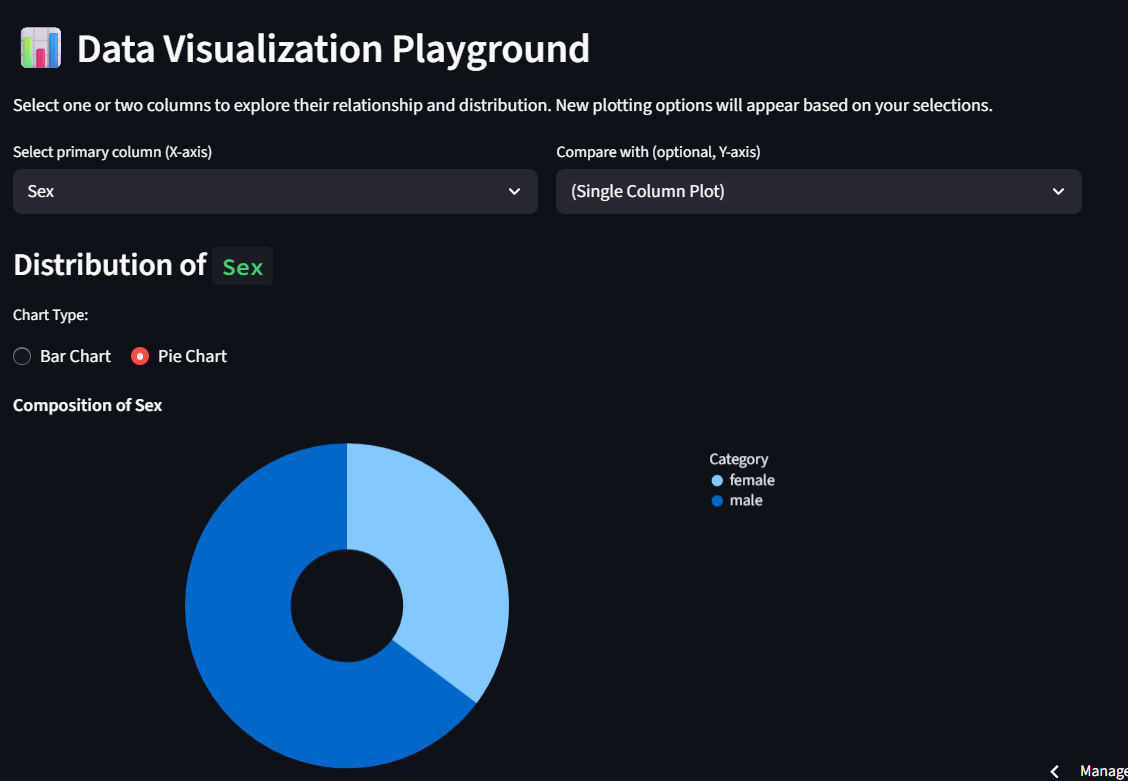 Data Visualization Playground
Select one or two columns to explore their relationship and distribution. New plotting options will appear based on your selections.
Select primary column (X-axis)
Compare with (optional, Y-axis)
Sex
(Single Column Plot)
Distribution of Sex
Chart Type:
Bar Chart
Pie Chart
Composition of Sex
Category
female
male
Manage